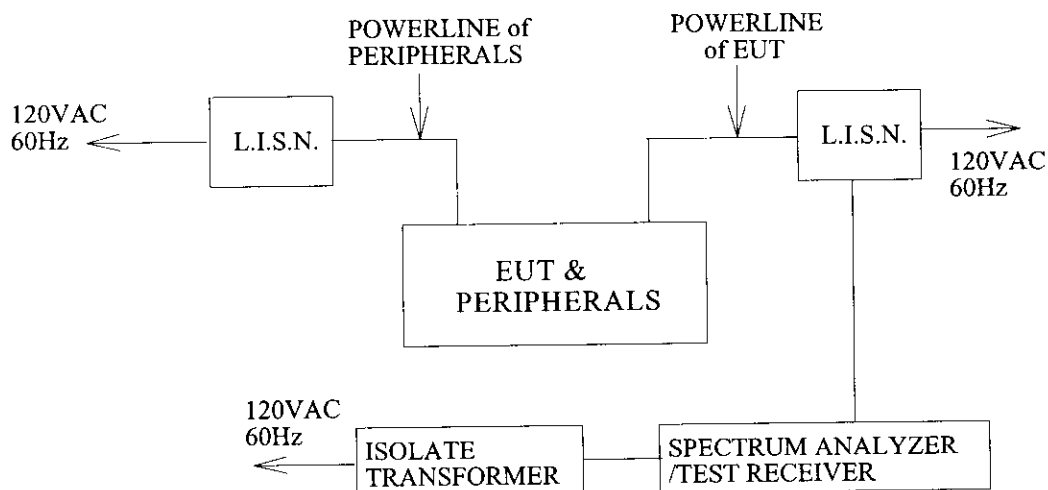 POWERLINE of
PERIPHERALS
POWERLINE
of EUT
120VAC
60Hz
L.I.S.N.
L.I.S.N.
120VAC
60Hz
EUT &
PERIPHERALS
120VAC
60Hz
ISOLATE
TRANSFORMER
SPECTRUM ANALYZER
/TEST RECEIVER